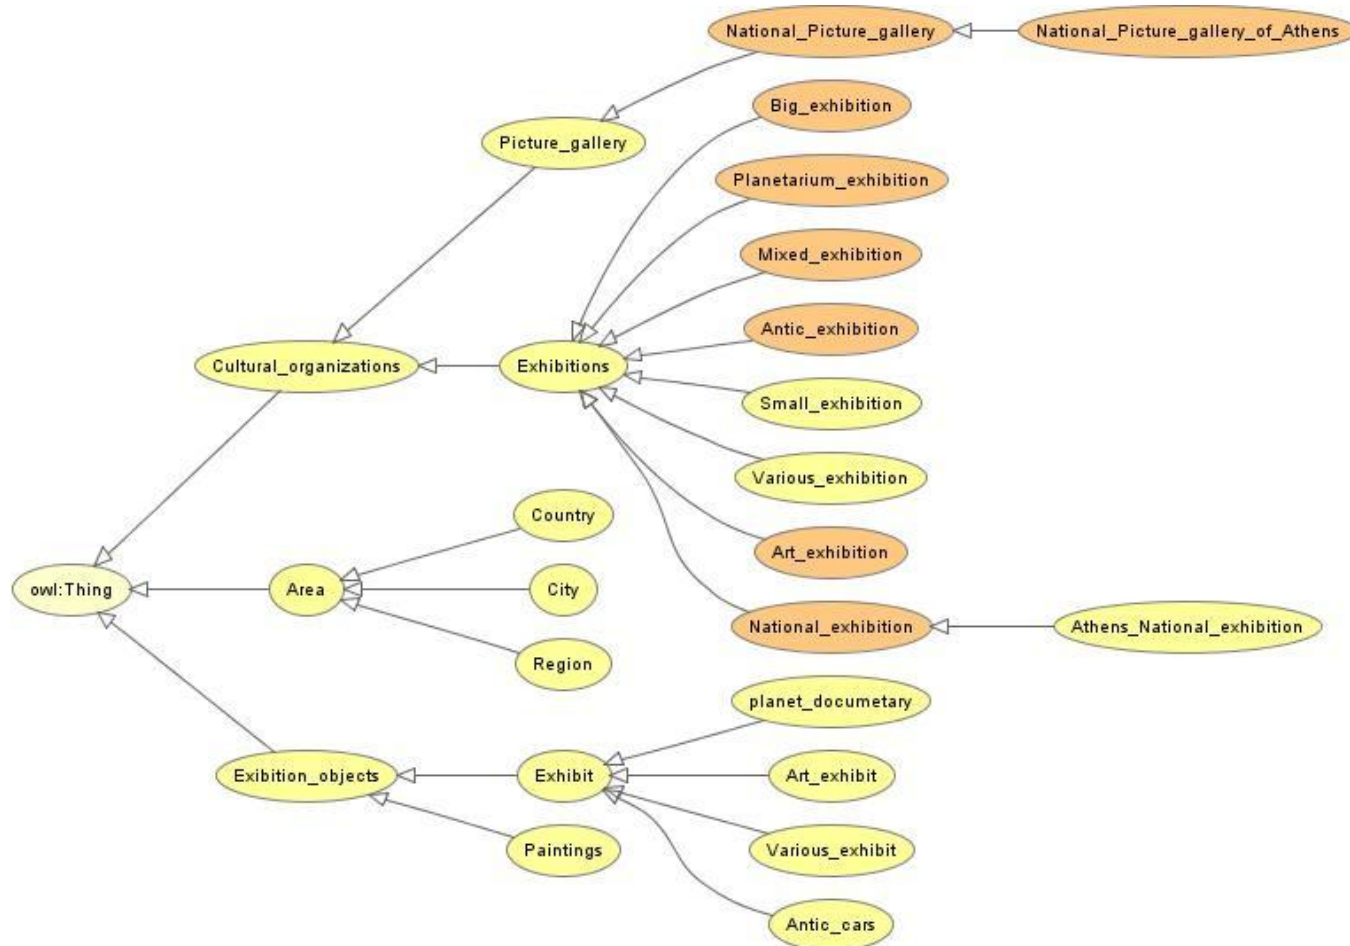 National_Picture_gallery
National_Picture_gallery_of_Athens
Big_exhibition
Picture_gallery
Planetarium_exhibition
Mixed_exhibition
Antic_exhibition
Cultural_organizations
Exhibitions
Small_exhibition
Various_exhibition
Country
Art_exhibition
owl:Thing
Area
City
National_exhibition
Athens_National_exhibition
Region
planet_documetary
Exibition_objects
Exhibit
Art_exhibit
Paintings
Various_exhibit
Antic_cars